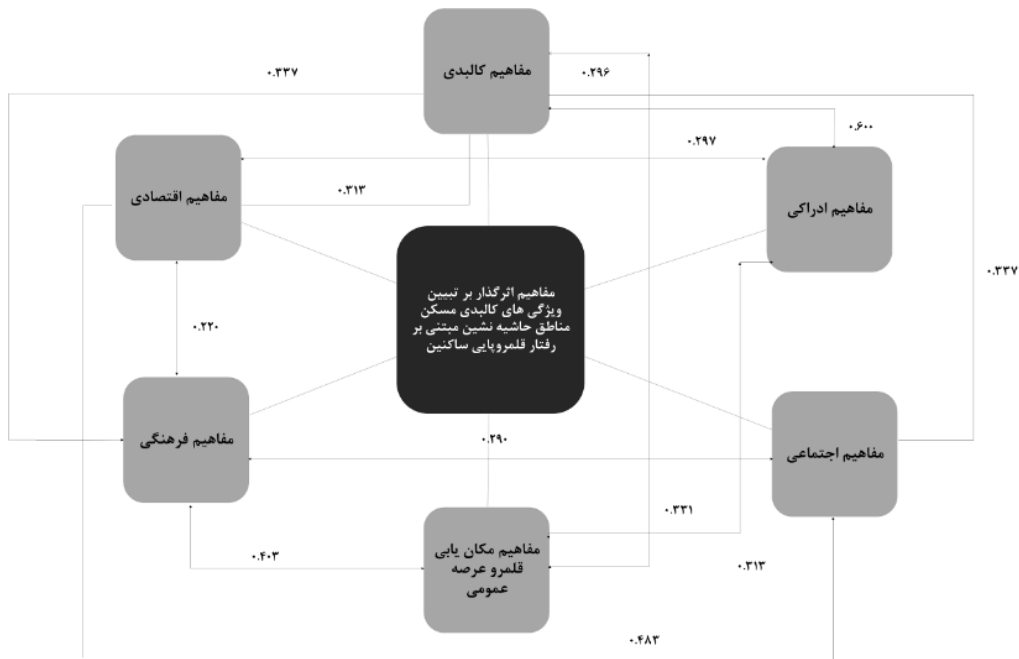 مفاهیم کالبدی
۰.۳۳۷
۰.۲۹۶
۰.۶۰۰
۰.۲۹۷
مفاهیم اقتصادی
۰.۳۱۳
مفاهیم ادراکی
مفاهیم اثرگذار بر تبیین
ویژگی های کالبدی مسکن
مناطق حاشیه نشین مبتنی بر
رفتار قلمروپایی ساکنین
۰.۳۳۷
۰.۲۲۰
مفاهیم فرهنگی
۰.۲۹۰
مفاهیم اجتماعی
۰.۳۳۱
مفاهیم مکان یابی
قلمرو عرصه
عمومی
۰.۴۰۳
۰.۳۱۳
۰.۴۸۳